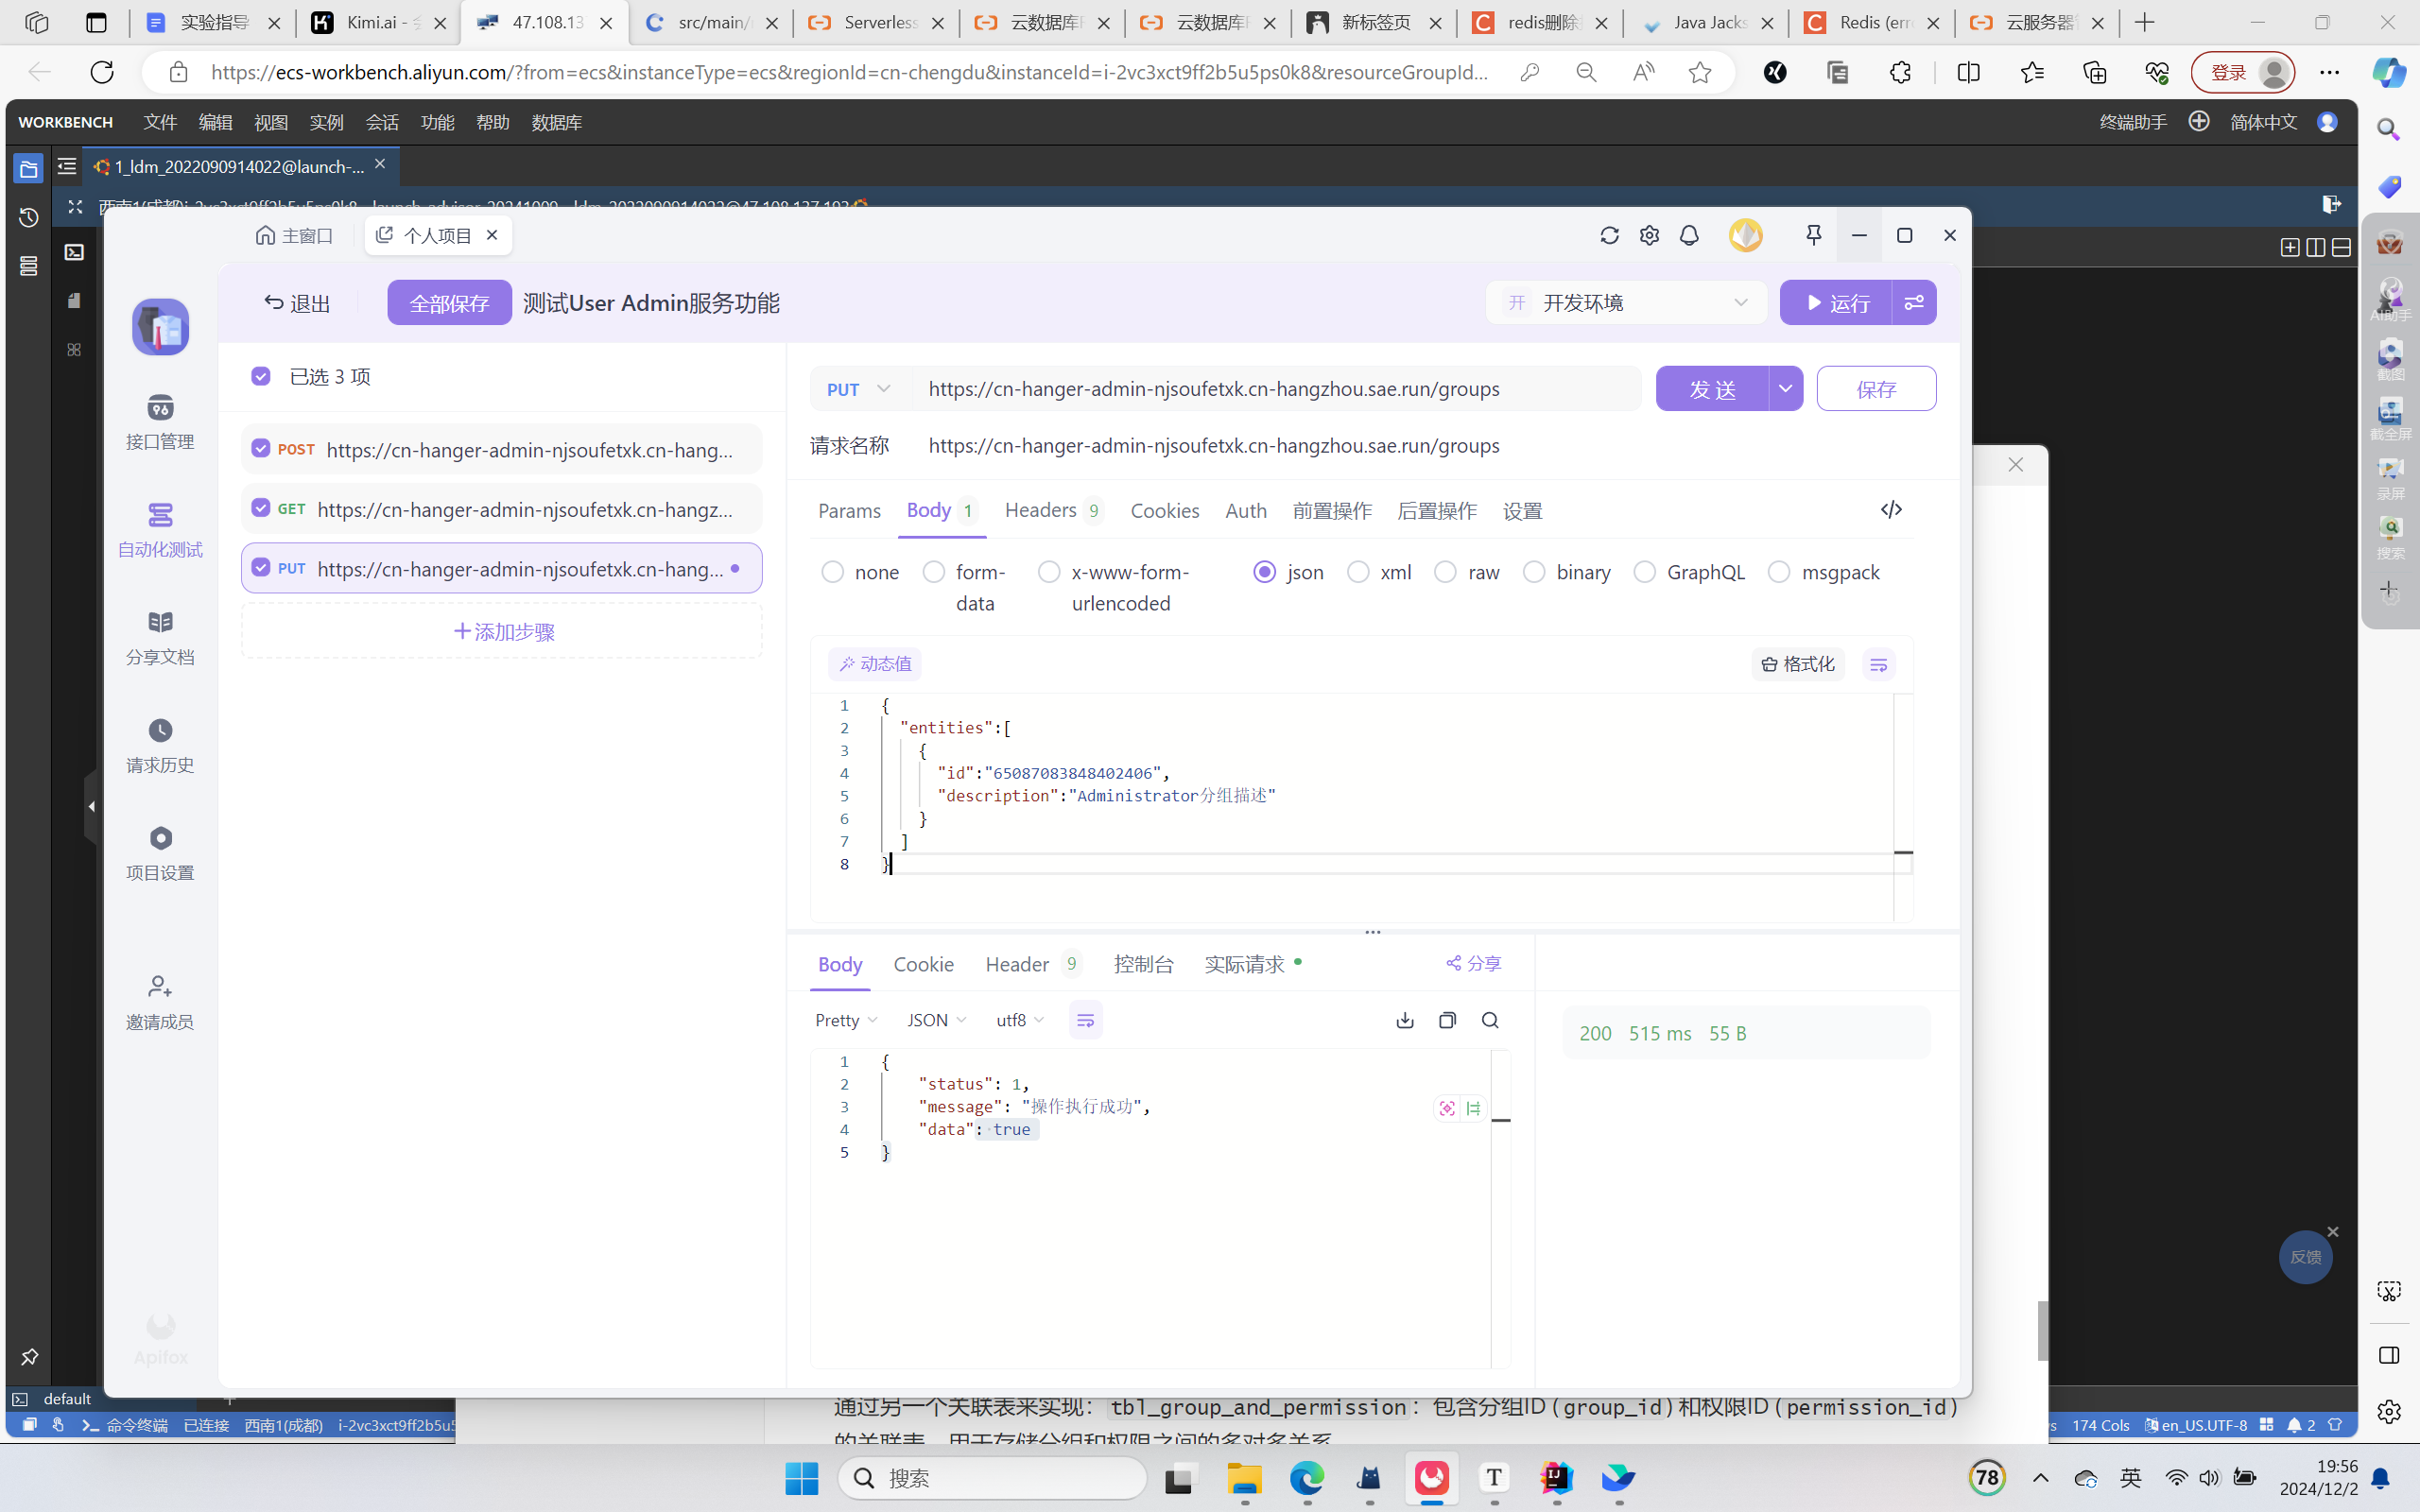 实验指导
Kimi.ai -
47.108.13
src/main/
Serverless
云数据库
云数据库
新标签页
redis删除
Java Jacks
Redis (err
云服务器
https://ecs-workbench.aliyun.com/?from=ecs&instanceType=ecs&regionId=cn-chengdu&instanceId=i-2vc3xct9ff2b5u5ps0k8&resourceGroupId...
登录
WORKBENCH 文件 编辑 视图 实例 会话 功能 帮助 数据库
终端助手 简体中文
1_ldm_2022090914022@launch-...
主窗口 个人项目
退出 全部保存 测试User Admin服务功能
开 开发环境 运行
接口管理
自动化测试
分享文档
请求历史
项目设置
邀请成员
Apifox
已选 3 项
POST https://cn-hanger-admin-njsoufetxk.cn-hang...
GET https://cn-hanger-admin-njsoufetxk.cn-hangz...
PUT https://cn-hanger-admin-njsoufetxk.cn-hang...
添加步骤
PUT https://cn-hanger-admin-njsoufetxk.cn-hangzhou.sae.run/groups 发 送 保存
请求名称 https://cn-hanger-admin-njsoufetxk.cn-hangzhou.sae.run/groups
Params Body 1 Headers 9 Cookies Auth 前置操作 后置操作 设置
none form-data x-www-form-urlencoded json xml raw binary GraphQL msgpack
动态值 格式化
1 {
2 "entities":[
3 {
4 "id":"65087083848402406",
5 "description":"Administrator分组描述"
6 }
7 ]
8 }
Body Cookie Header 9 控制台 实际请求 分享
Pretty JSON utf8
200 515 ms 55 B
1 {
2 "status": 1,
3 "message": "操作执行成功",
4 "data": true
5 }
AI助手
截图
截全屏
录屏
搜索
反馈
default
命令终端 已连接 西南1(成都) i-2vc3xct9ff2b5u5
174 Cols en_US.UTF-8 2
通过另一个关联表来实现：tbl_group_and_permission：包含分组ID (group_id) 和权限ID (permission_id)
的关联表，用于存储分组和权限之间的多对多关系
搜索
78
英
19:56
2024/12/2